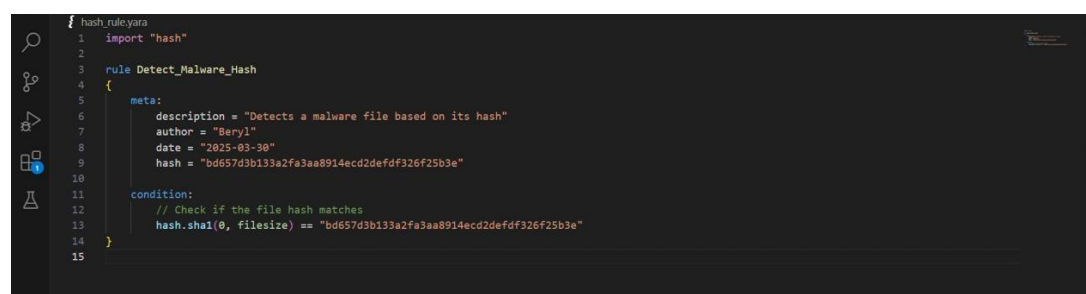 hash_rule.yara
1 import "hash"
2
3 rule Detect_Malware_Hash
4 {
5 meta:
6 description = "Detects a malware file based on its hash"
7 author = "Beryl"
8 date = "2025-03-30"
9 hash = "bd657d3b133a2fa3aa8914ecd2defdf326f25b3e"
10
11 condition:
12 // Check if the file hash matches
13 hash.sha1(0, filesize) == "bd657d3b133a2fa3aa8914ecd2defdf326f25b3e"
14 }
15
1